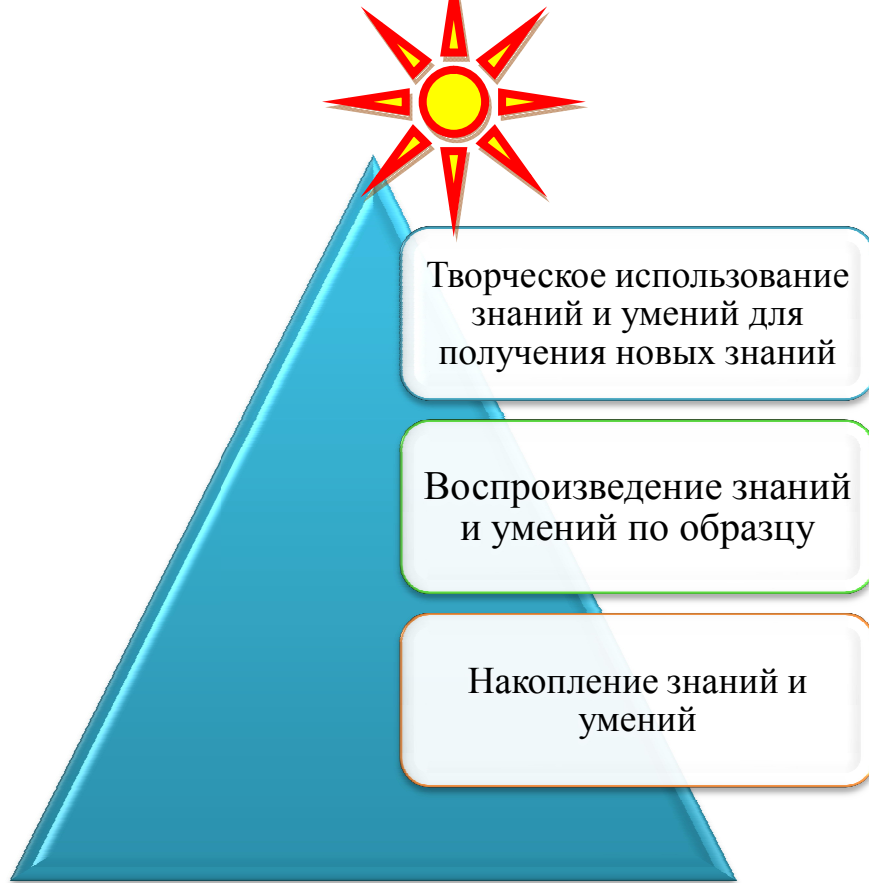 Творческое использование
знаний и умений для
получения новых знаний
Воспроизведение знаний
и умений по образцу
Накопление знаний и
умений